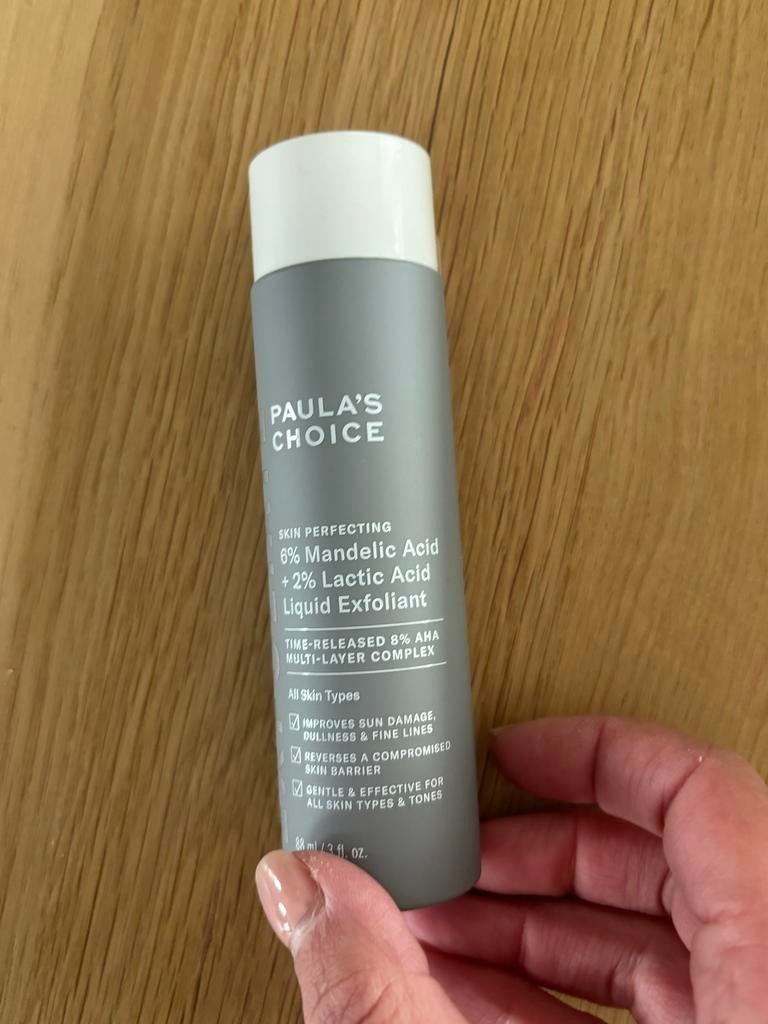 PAULA'S
CHOICE
SKIN PERFECTING
6% Mandelic Acid
+ 2% Lactic Acid
Liquid Exfoliant
TIME-RELEASED 8% AHA
MULTI-LAYER COMPLEX
All Skin Types
IMPROVES SUN DAMAGE,
DULLNESS & FINE LINES
REVERSES A COMPROMISED
SKIN BARRIER
GENTLE & EFFECTIVE FOR
ALL SKIN TYPES & TONES
88 ml / 3 fl. oz.